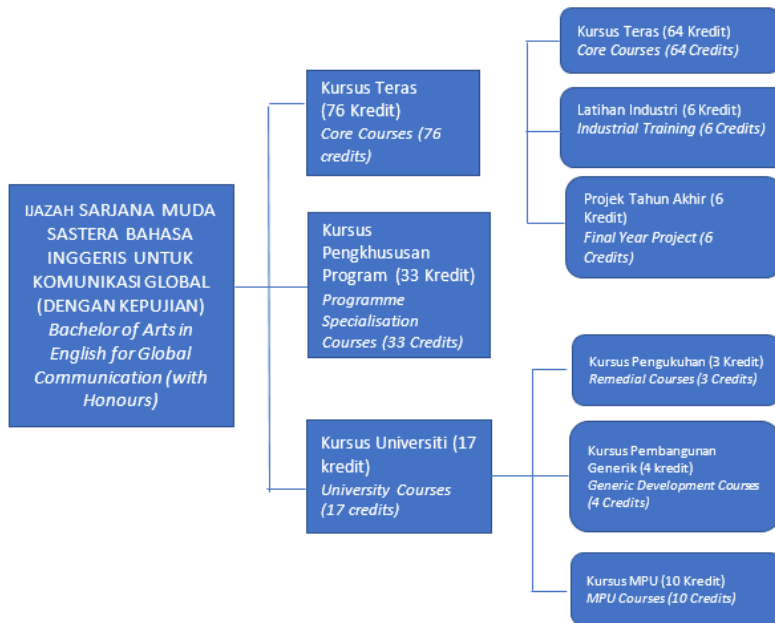 IJAZAH SARJANA MUDA
SASTERA BAHASA
INGGERIS UNTUK
KOMUNIKASI GLOBAL
(DENGAN KEPUJIAN)
Bachelor of Arts in
English for Global
Communication (with
Honours)
Kursus Teras
(76 Kredit)
Core Courses (76
credits)
Kursus
Pengkhususan
Program (33 Kredit)
Programme
Specialisation
Courses (33 Credits)
Kursus Universiti (17
kredit)
University Courses
(17 credits)
Kursus Teras (64 Kredit)
Core Courses (64 Credits)
Latihan Industri (6 Kredit)
Industrial Training (6 Credits)
Projek Tahun Akhir (6
Kredit)
Final Year Project (6
Credits)
Kursus Pengukuhan (3 Kredit)
Remedial Courses (3 Credits)
Kursus Pembangunan
Generik (4 kredit)
Generic Development Courses
(4 Credits)
Kursus MPU (10 Kredit)
MPU Courses (10 Credits)